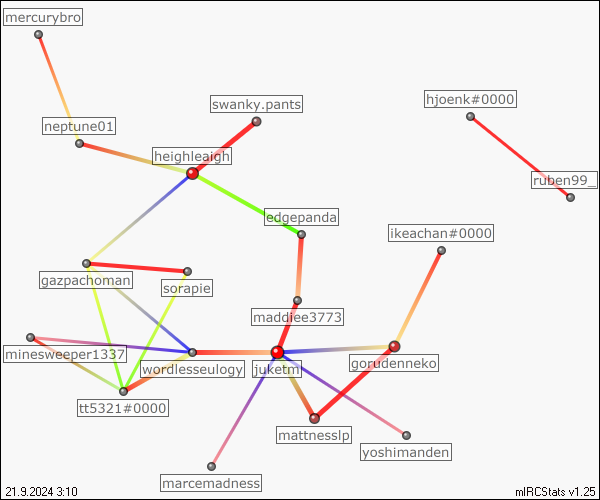 mercurybro
hjoenk#0000
swanky.pants
neptune01
heighleaigh
ruben99_
edgepanda
ikeachan#0000
gazpachoman
sorapie
maddiee3773
minesweeper1337
wordlesseulogy
juketm
gorudenneko
tt5321#0000
mattnesslp
yoshimanden
marcemadness
21.9.2024 3:10
mIRCStats v1.25